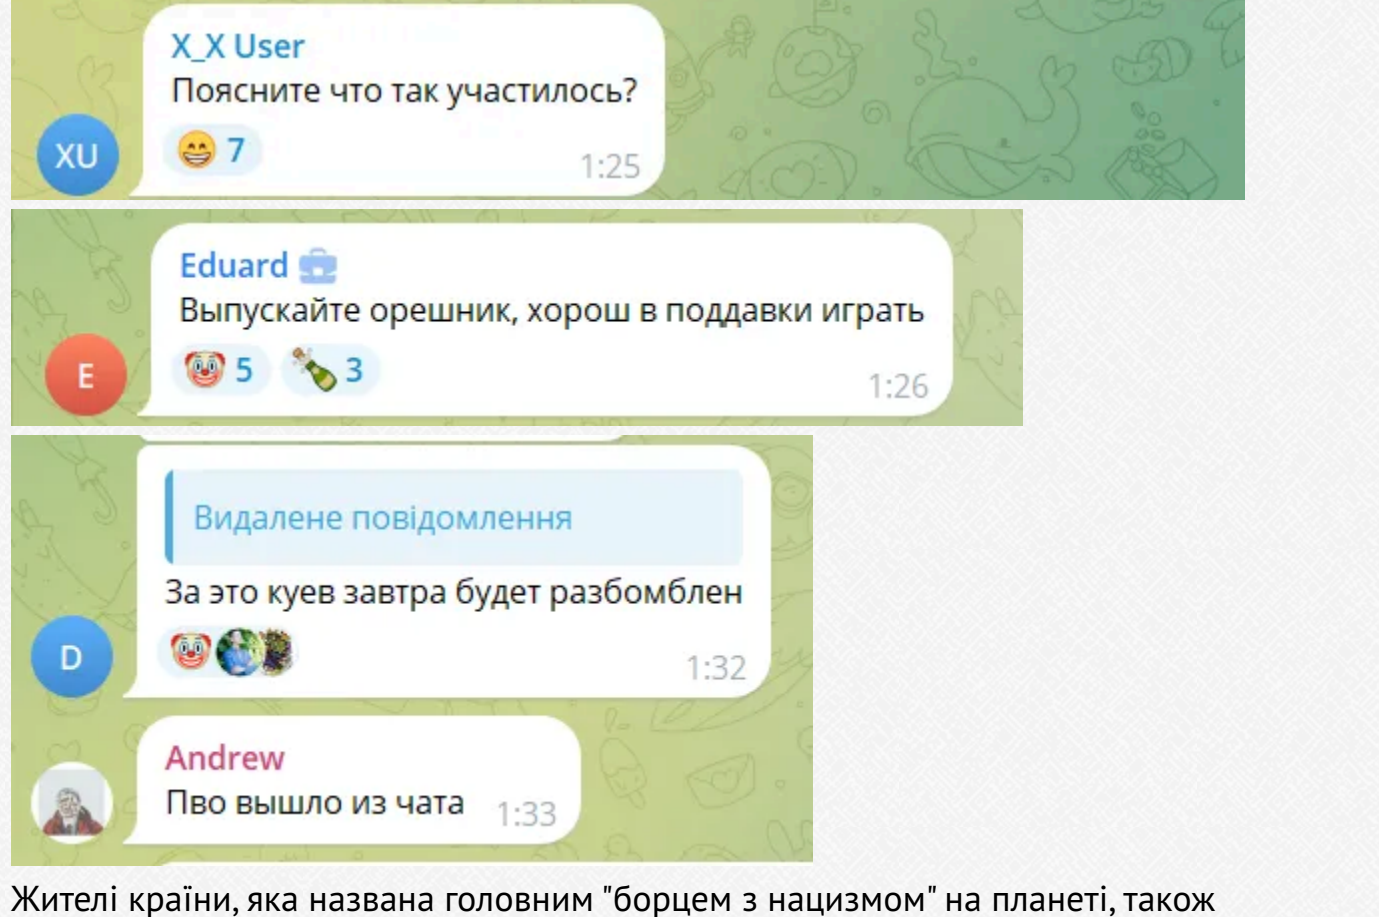 X_X User
Поясните что так участилось?
😁 7
XU
1:25
Eduard
Выпускайте орешник, хорош в поддавки играть
🤡 5 🍾 3
E
1:26
Видалене повідомлення
За это куев завтра будет разбомблен
🤡
D
1:32
Andrew
Пво вышло из чата 1:33
Жителі країни, яка названа головним "борцем з нацизмом" на планеті, також